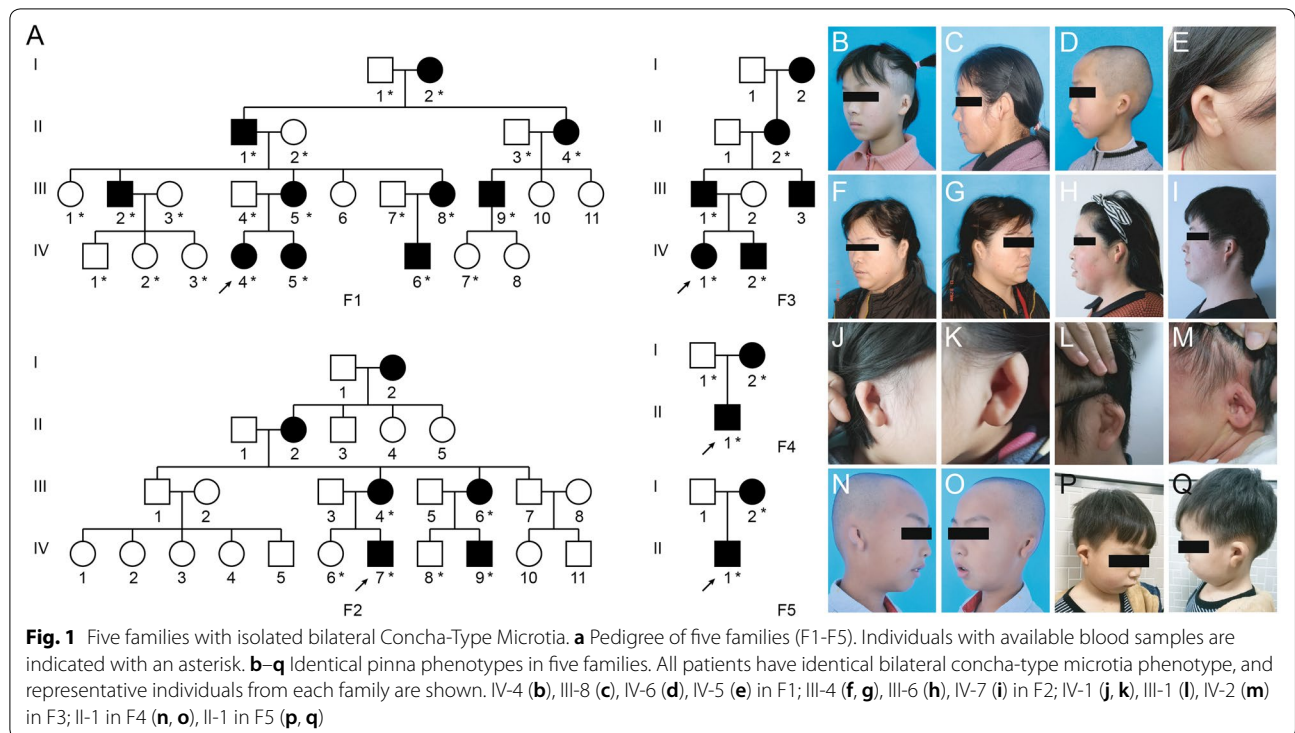 A
I
1* 2*
II
1* 2* 3* 4*
III
1* 2* 3* 4* 5* 6 7* 8* 9* 10 11
IV
1* 2* 3* 4* 5* 6* 7* 8
F1
I
1 2
II
1 2*
III
1* 2 3
IV
1* 2*
F3
I
1 2
II
1 2 3 4 5
III
1 2 3 4* 5 6* 7 8
IV
1 2 3 4 5 6* 7* 8* 9* 10 11
F2
I
1* 2*
II
1*
F4
I
1 2*
II
1*
F5
B C D E
F G H I
J K L M
N O P Q
Fig. 1 Five families with isolated bilateral Concha-Type Microtia. a Pedigree of five families (F1-F5). Individuals with available blood samples are
indicated with an asterisk. b–q Identical pinna phenotypes in five families. All patients have identical bilateral concha-type microtia phenotype, and
representative individuals from each family are shown. IV-4 (b), III-8 (c), IV-6 (d), IV-5 (e) in F1; III-4 (f, g), III-6 (h), IV-7 (i) in F2; IV-1 (j, k), III-1 (l), IV-2 (m)
in F3; II-1 in F4 (n, o), II-1 in F5 (p, q)